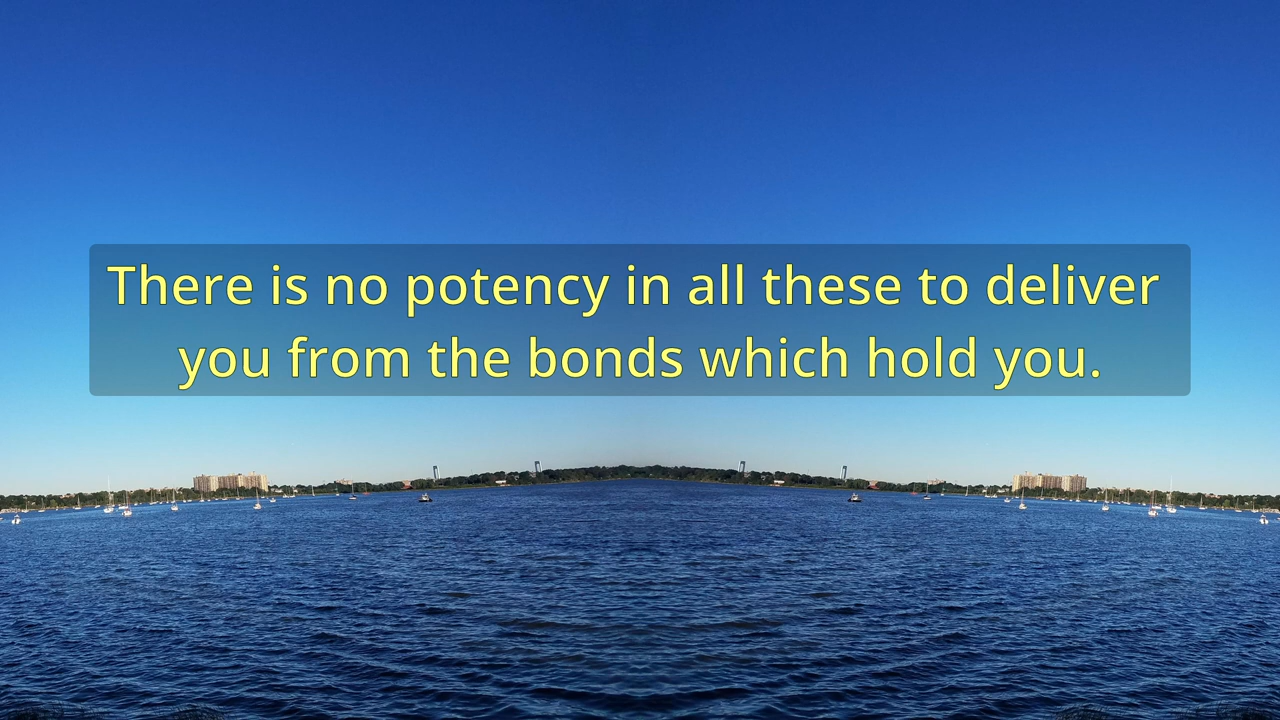 There is no potency in all these to deliver
you from the bonds which hold you.